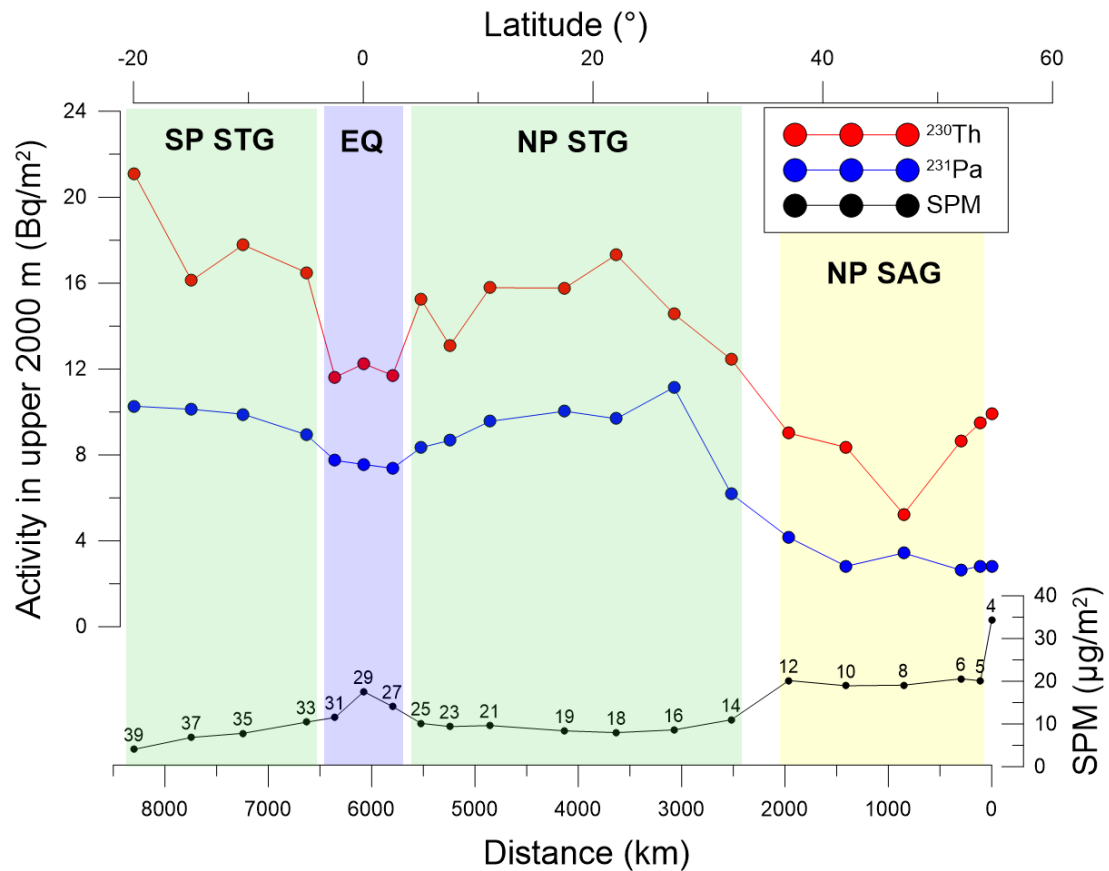 Latitude (°)
-20 0 20 40 60
24
20
16
12
8
4
0
Activity in upper 2000 m (Bq/m²)
SP STG
EQ
NP STG
NP SAG
²³⁰Th
²³¹Pa
SPM
39 37 35 33 31 29 27 25 23 21 19 18 16 14 12 10 8 6 5 4
40
30
20
10
0
SPM (µg/m²)
8000 7000 6000 5000 4000 3000 2000 1000 0
Distance (km)